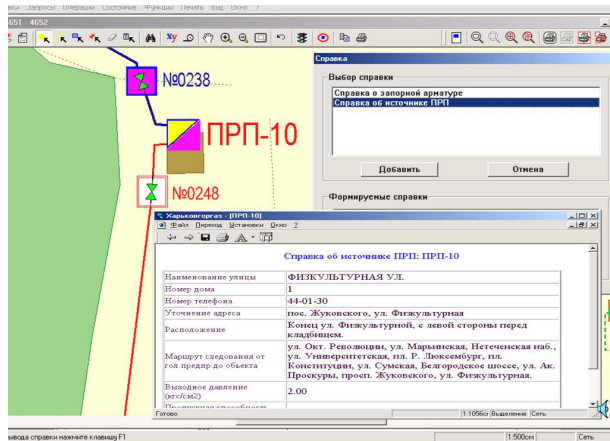 Запросы Операции Состояние Функции Печать Вид Окно ?
4651 - 4652
№0238
ПРП-10
№0248
Справка
Выбор справки
Справка о запорной арматуре
Справка об источнике ПРП
Добавить Отмена
Формируемые справки
Харьковгоргаз - [ПРП-10]
Файл Переход Установки Окно ?
Справка об источнике ПРП: ПРП-10
Наименование улицы ФИЗКУЛЬТУРНАЯ УЛ.
Номер дома 1
Номер телефона 44-01-30
Уточнение адреса пос. Жуковского, ул. Физкультурная
Расположение Конец ул. Физкультурной, с левой стороны перед
кладбищем.
Маршрут следования от
гол.предпр.до объекта
ул. Окт. Революции, ул. Марьинская, Нетеченская наб.,
ул. Университетская, пл. Р. Люксембург, пл.
Конституции, ул. Сумская, Белгородское шоссе, ул. Ак.
Проскуры, просп. Жуковского, ул. Физкультурная.
Выходное давление
(кгс/см2)
2.00
Пропускная способность
Готово 1:1056см Выделение Сеть
вывода справки нажмите клавишу F1 1:500см Сеть